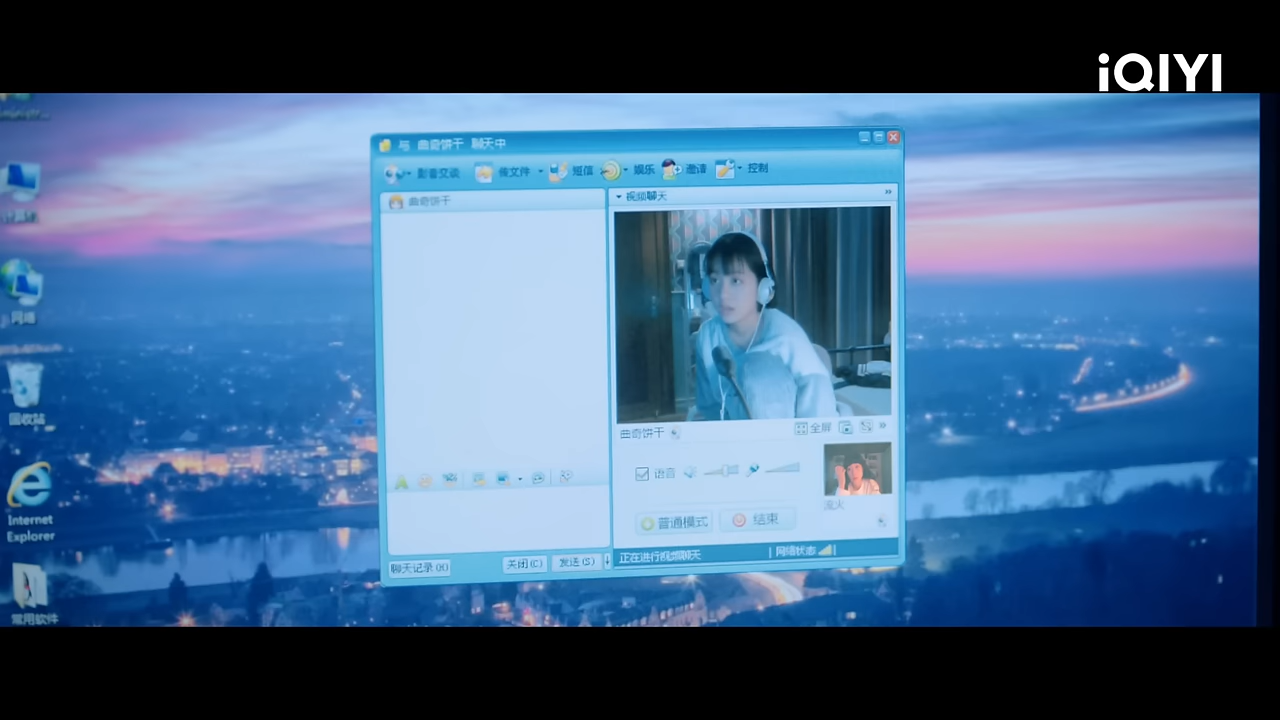 iQIYI
与 曲奇饼干 聊天中
影音交谈 传文件 短信 娱乐 邀请 控制
曲奇饼干
视频聊天
网络
回收站
曲奇饼干
全屏
语音
流火
Internet
Explorer
普通模式
结束
正在进行视频聊天
网络状态
聊天记录(H)
关闭(C)
发送(S)
常用软件